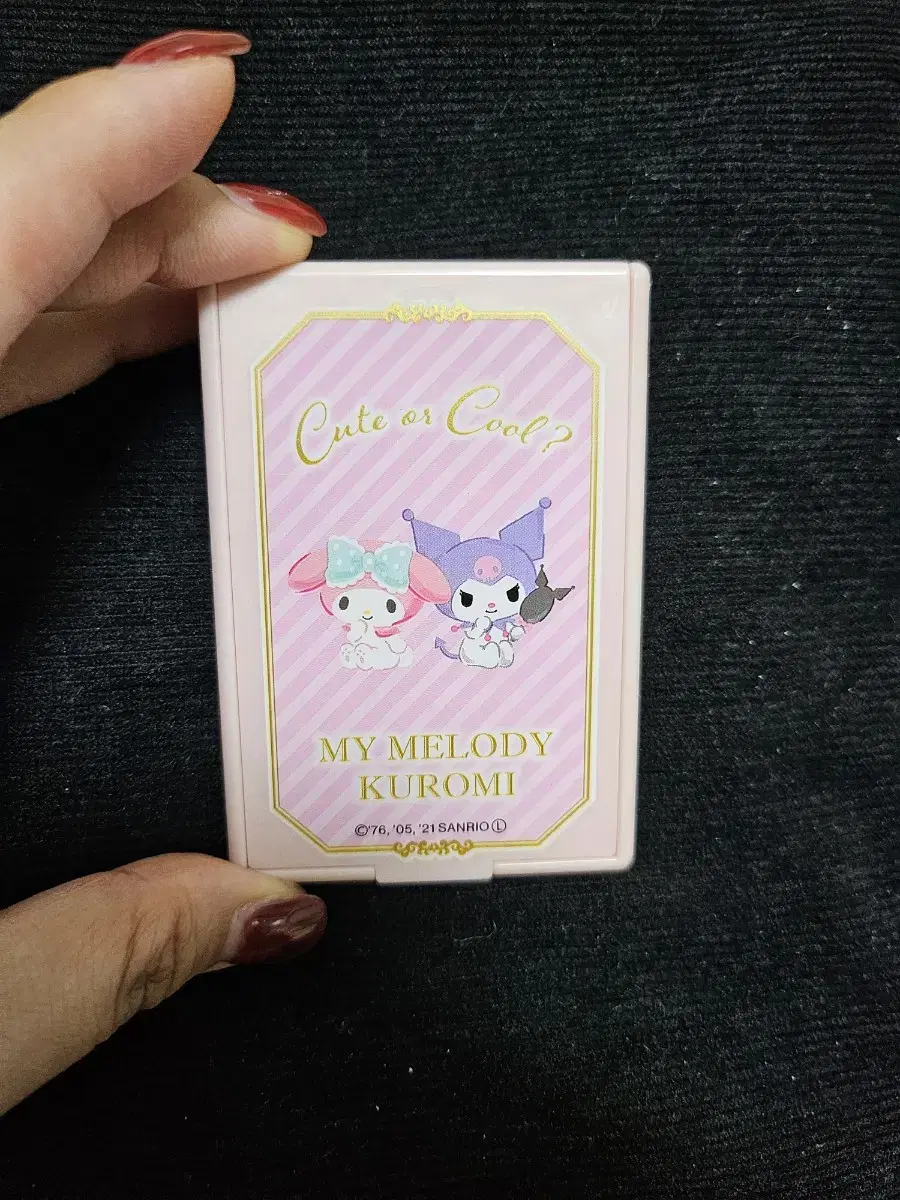 Cute or Cool?
MY MELODY
KUROMI
©'76, '05, '21 SANRIO Ⓛ